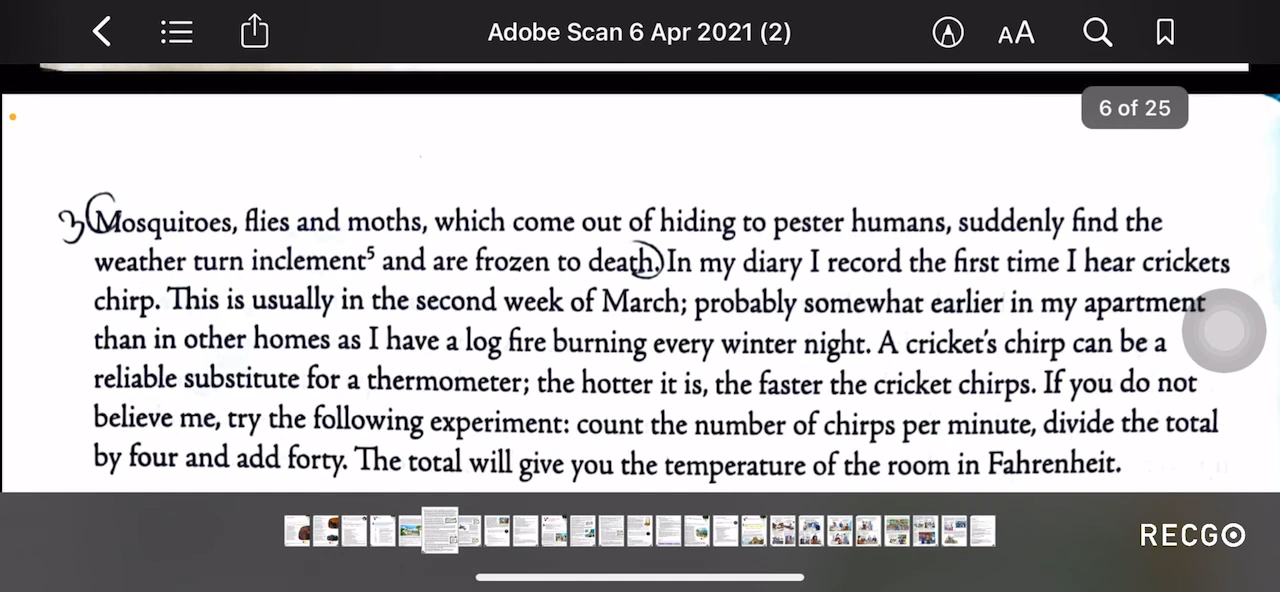 Adobe Scan 6 Apr 2021 (2)
AA
6 of 25
3 Mosquitoes, flies and moths, which come out of hiding to pester humans, suddenly find the
weather turn inclement⁵ and are frozen to death. In my diary I record the first time I hear crickets
chirp. This is usually in the second week of March; probably somewhat earlier in my apartment
than in other homes as I have a log fire burning every winter night. A cricket's chirp can be a
reliable substitute for a thermometer; the hotter it is, the faster the cricket chirps. If you do not
believe me, try the following experiment: count the number of chirps per minute, divide the total
by four and add forty. The total will give you the temperature of the room in Fahrenheit.
RECGO